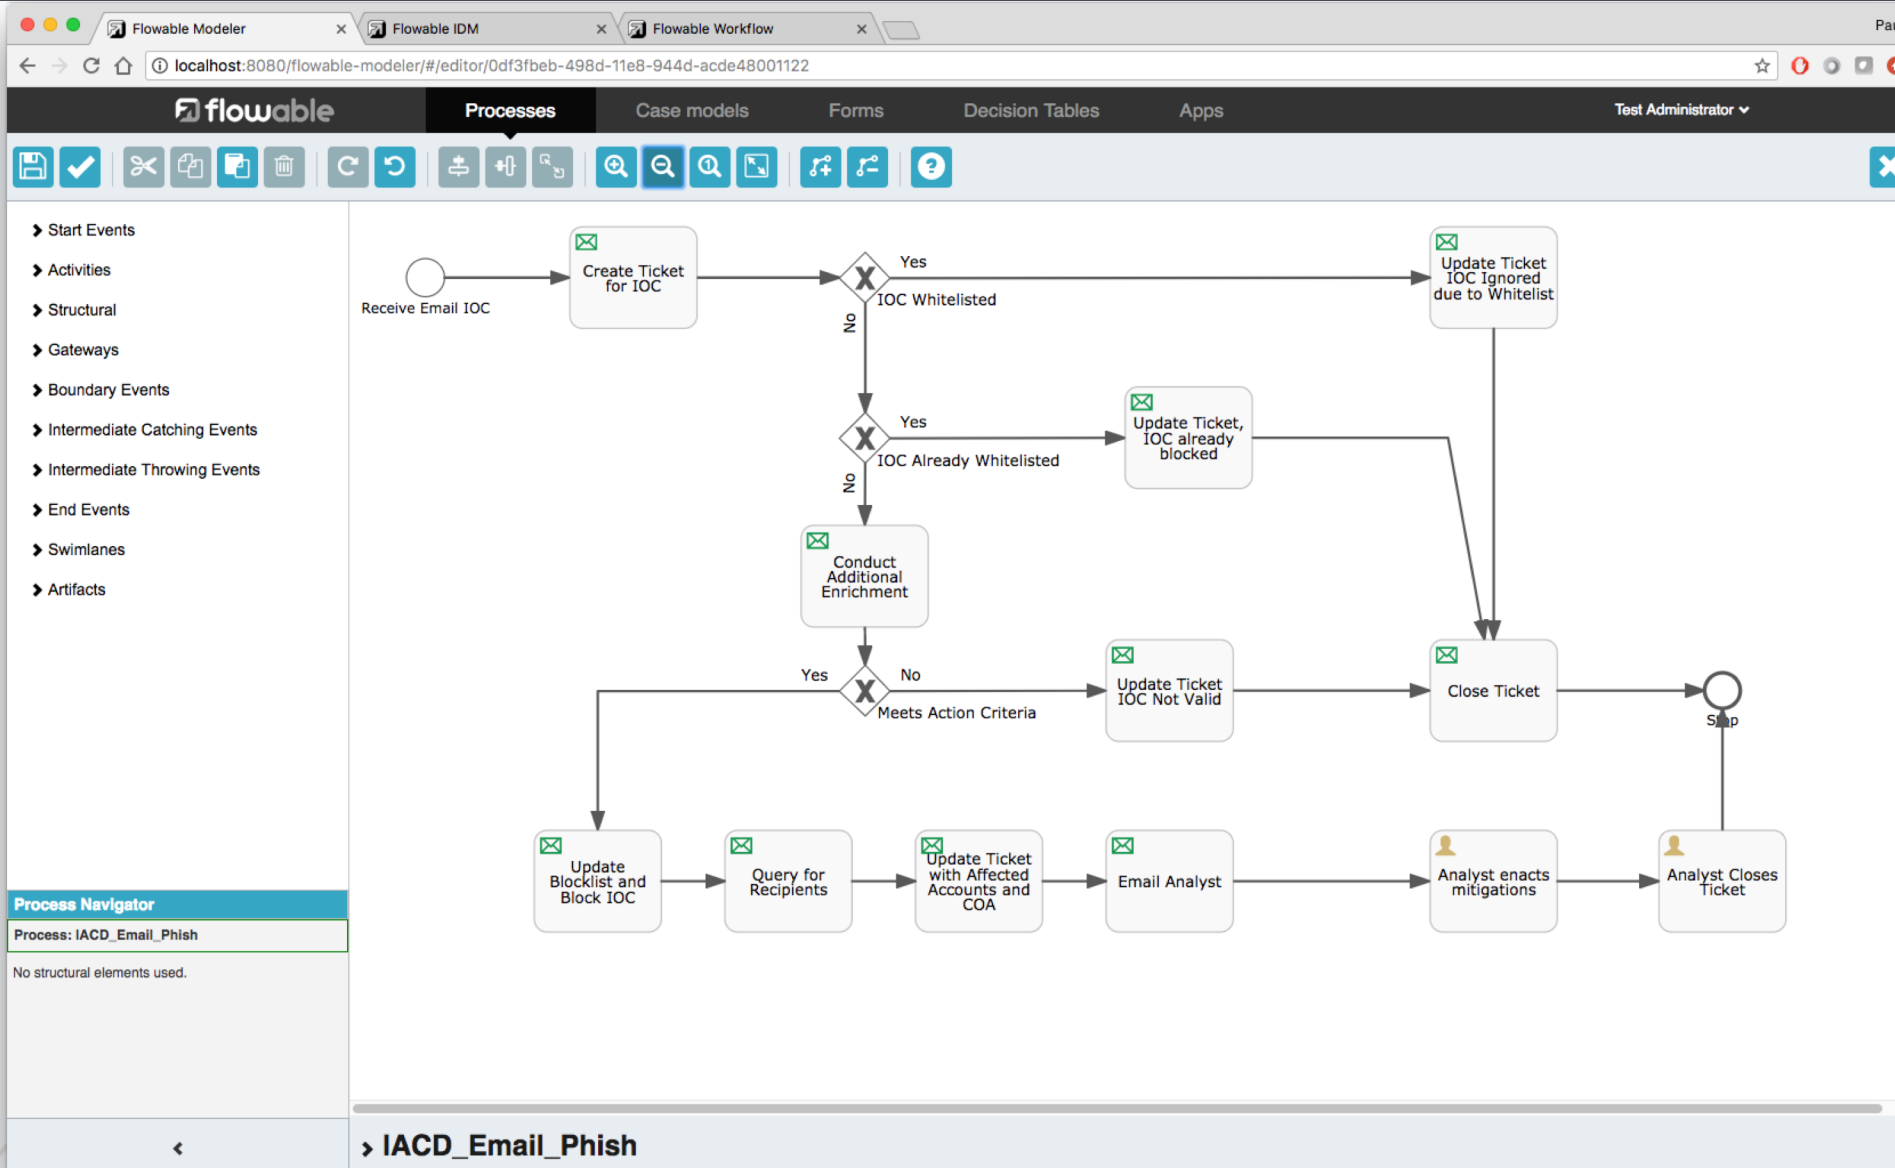 Flowable Modeler
Flowable IDM
Flowable Workflow
Pau
localhost:8080/flowable-modeler/#/editor/0df3fbeb-498d-11e8-944d-acde48001122
flowable
Processes
Case models
Forms
Decision Tables
Apps
Test Administrator
Start Events
Activities
Structural
Gateways
Boundary Events
Intermediate Catching Events
Intermediate Throwing Events
End Events
Swimlanes
Artifacts
Process Navigator
Process: IACD_Email_Phish
No structural elements used.
Receive Email IOC
Create Ticket
for IOC
Yes
IOC Whitelisted
No
Update Ticket
IOC Ignored
due to Whitelist
Yes
IOC Already Whitelisted
No
Update Ticket,
IOC already
blocked
Conduct
Additional
Enrichment
Yes
No
Meets Action Criteria
Update Ticket
IOC Not Valid
Close Ticket
Stop
Update
Blocklist and
Block IOC
Query for
Recipients
Update Ticket
with Affected
Accounts and
COA
Email Analyst
Analyst enacts
mitigations
Analyst Closes
Ticket
IACD_Email_Phish